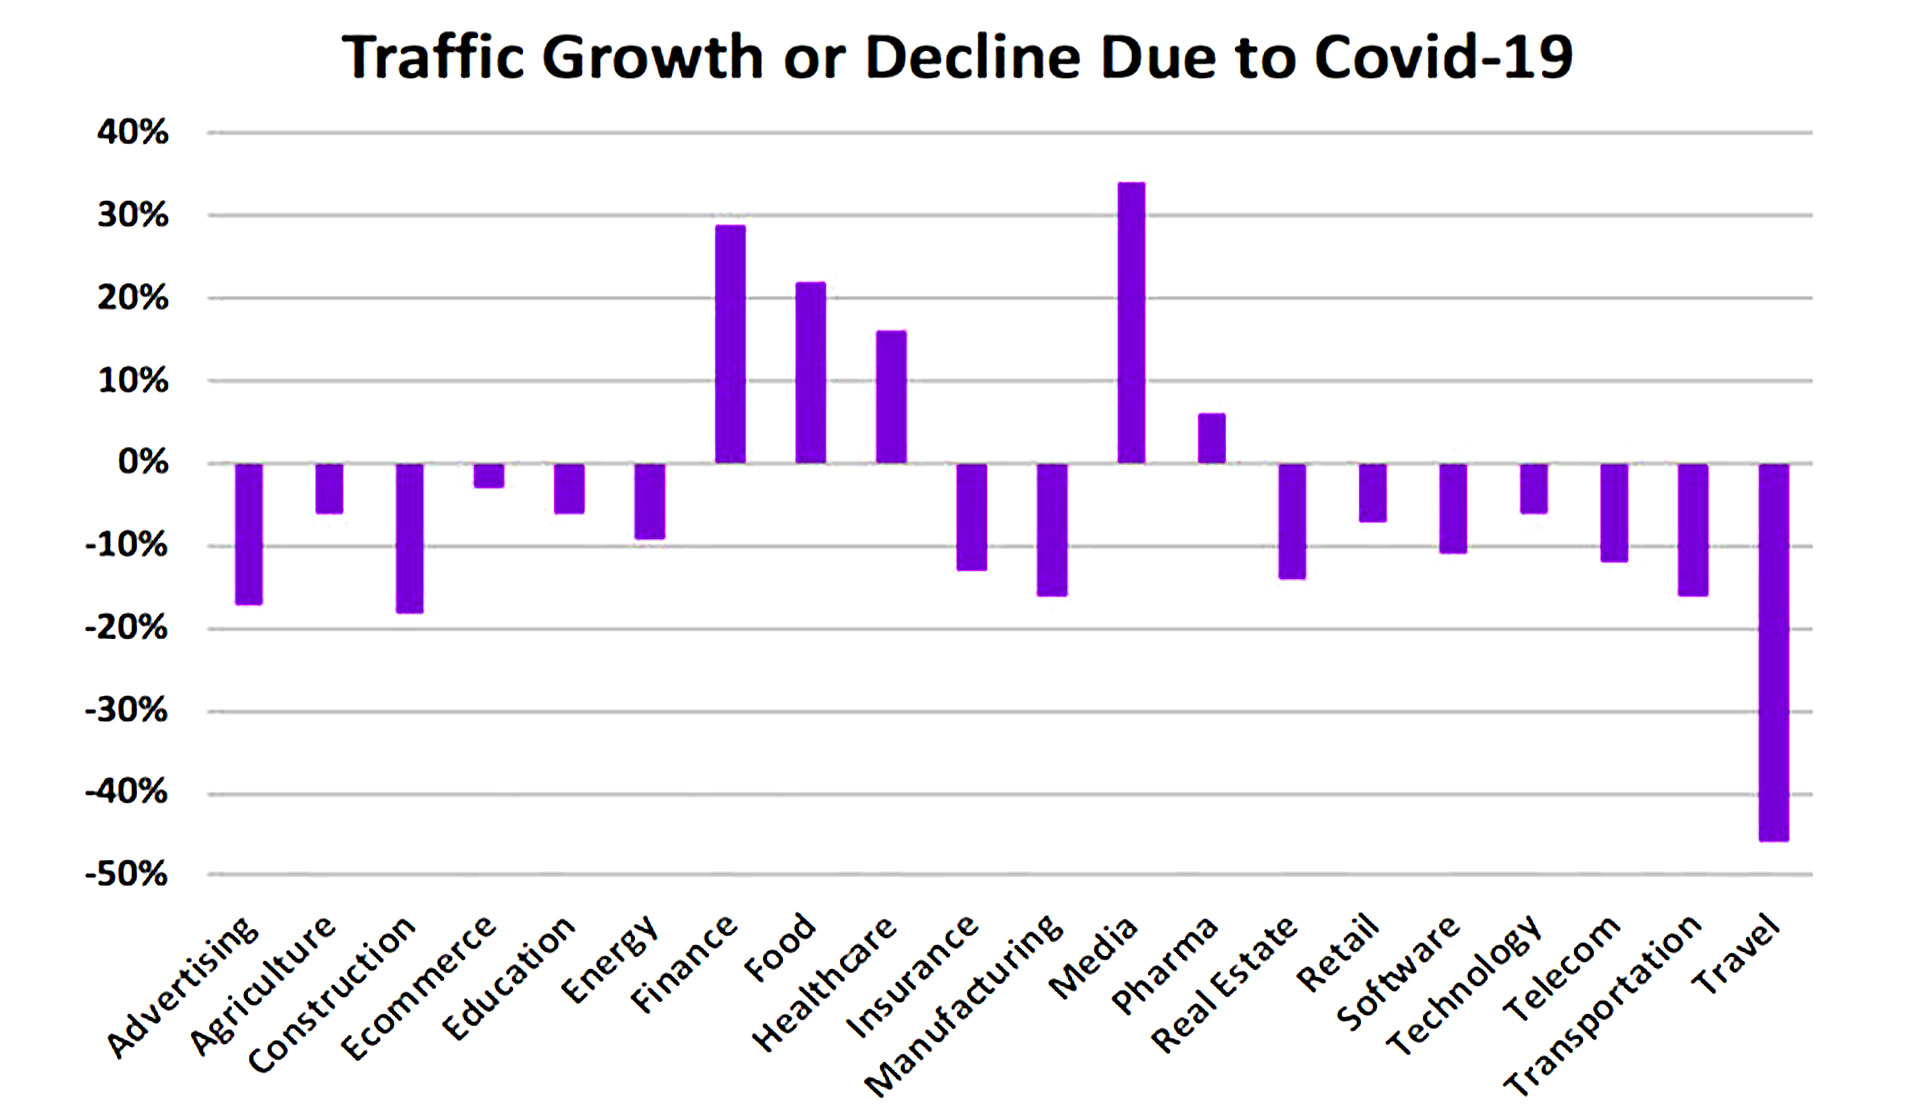 Traffic Growth or Decline Due to Covid-19
40%
30%
20%
10%
0%
-10%
-20%
-30%
-40%
-50%
Advertising
Agriculture
Construction
Ecommerce
Education
Energy
Finance
Food
Healthcare
Insurance
Manufacturing
Media
Pharma
Real Estate
Retail
Software
Technology
Telecom
Transportation
Travel